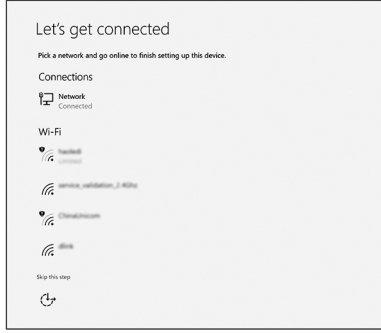 Let's get connected
Pick a network and go online to finish setting up this device.
Connections
Network
Connected
Wi-Fi
Limited
service_validation_2.4Ghz
ChinaUnicom
dlink
Skip this step